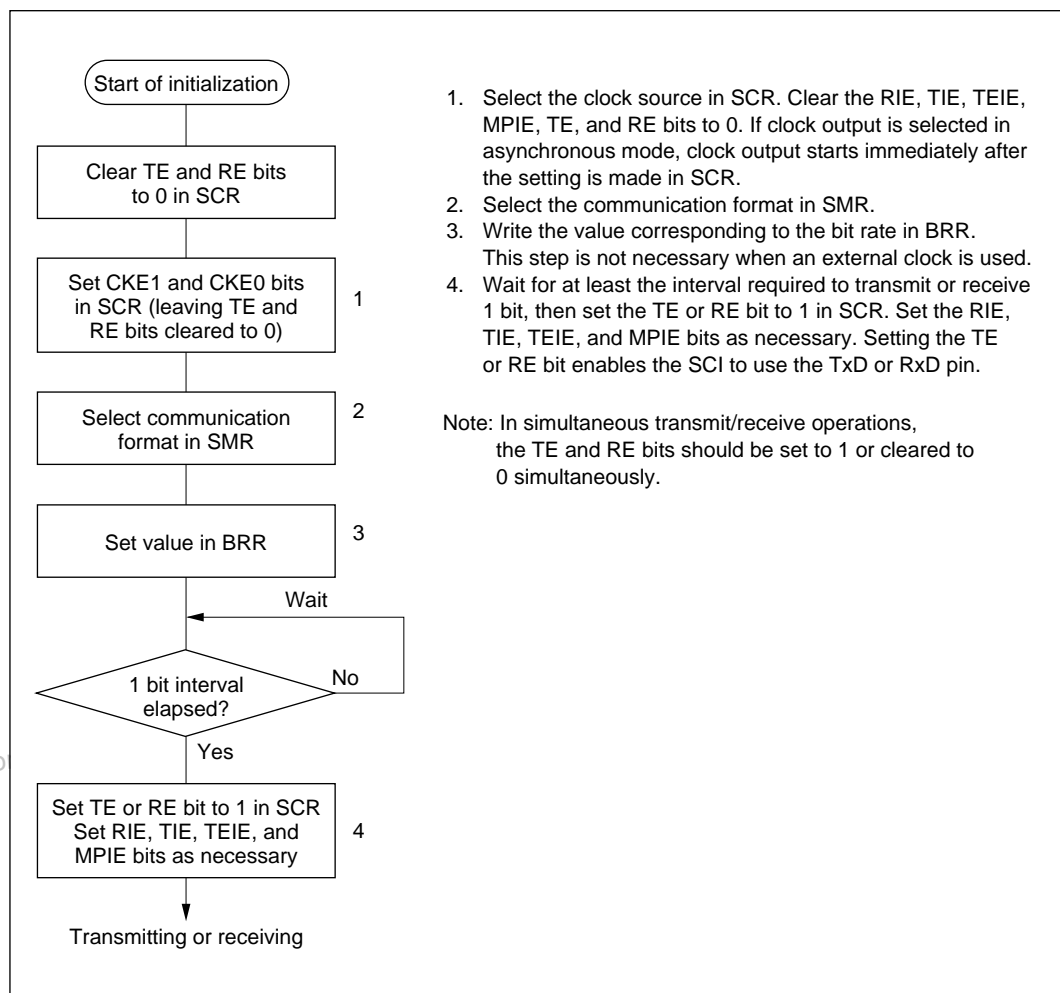 Start of initialization
Clear TE and RE bits
to 0 in SCR
Set CKE1 and CKE0 bits
in SCR (leaving TE and
RE bits cleared to 0)
1
Select communication
format in SMR
2
Set value in BRR
3
Wait
1 bit interval
elapsed?
No
Yes
Set TE or RE bit to 1 in SCR
Set RIE, TIE, TEIE, and
MPIE bits as necessary
4
Transmitting or receiving
1. Select the clock source in SCR. Clear the RIE, TIE, TEIE,
MPIE, TE, and RE bits to 0. If clock output is selected in
asynchronous mode, clock output starts immediately after
the setting is made in SCR.
2. Select the communication format in SMR.
3. Write the value corresponding to the bit rate in BRR.
This step is not necessary when an external clock is used.
4. Wait for at least the interval required to transmit or receive
1 bit, then set the TE or RE bit to 1 in SCR. Set the RIE,
TIE, TEIE, and MPIE bits as necessary. Setting the TE
or RE bit enables the SCI to use the TxD or RxD pin.
Note: In simultaneous transmit/receive operations,
the TE and RE bits should be set to 1 or cleared to
0 simultaneously.